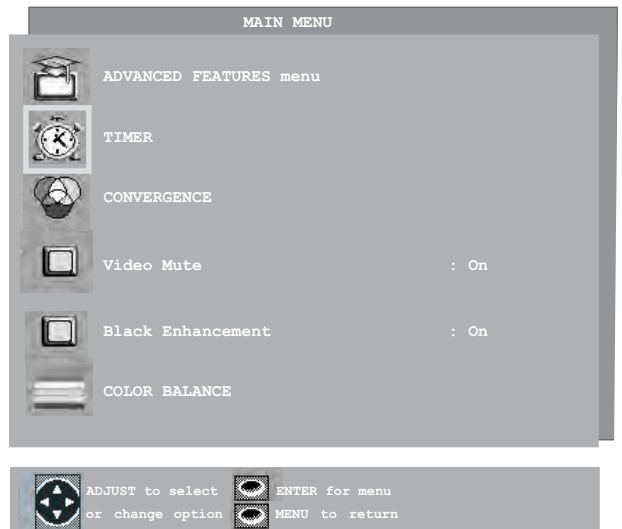 MAIN MENU
ADVANCED FEATURES menu
TIMER
CONVERGENCE
Video Mute : On
Black Enhancement : On
COLOR BALANCE
ADJUST to select ENTER for menu
or change option MENU to return